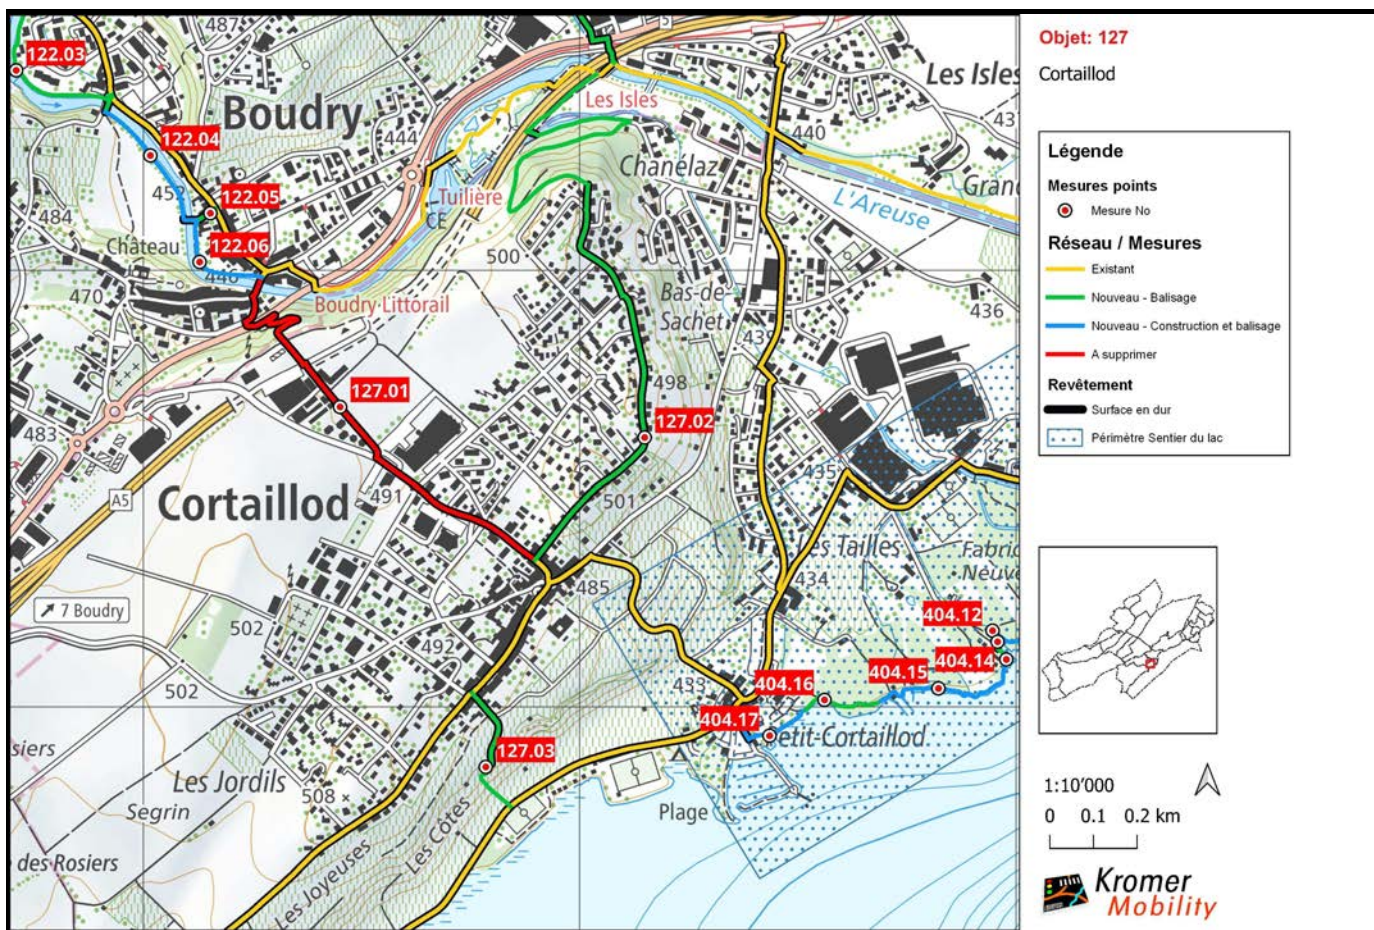 487
5
122.03
Boudry
Les Isles
Les Isles
444
440
122.04
Chanélaz
Grand
452
122.05
Tuilière
CE
L'Areuse
484
Château
122.06
500
446
470
Boudry Littorail
Bas-de-
Sachet
436
498
127.01
127.02
483
A5
491
435
Cortaillod
501
Les Tailles
434
485
7 Boudry
502
492
404.12
404.14
404.15
433
404.16
502
404.17
Petit-Cortaillod
127.03
Les Jordils
508
Segrin
Plage
des Rosiers
Les Joyeuses
Les Côtes
Objet: 127
Cortaillod
Légende
Mesures points
Mesure No
Réseau / Mesures
Existant
Nouveau - Balisage
Nouveau - Construction et balisage
A supprimer
Revêtement
Surface en dur
Périmètre Sentier du lac
1:10'000
0 0.1 0.2 km
Kromer
Mobility